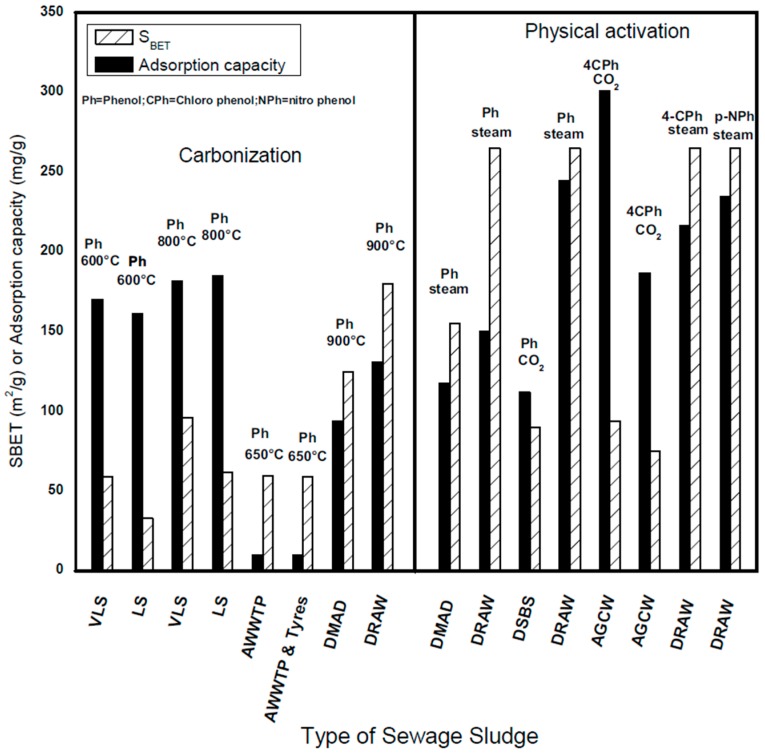 SBET (m²/g) or Adsorption capacity (mg/g)
350
300
250
200
150
100
50
0
S_BET
Adsorption capacity
Ph=Phenol;CPh=Chloro phenol;NPh=nitro phenol
Carbonization
Physical activation
Ph
600°C
Ph
600°C
Ph
800°C
Ph
800°C
Ph
650°C
Ph
650°C
Ph
900°C
Ph
900°C
Ph
steam
Ph
steam
Ph
CO₂
Ph
steam
4CPh
CO₂
4CPh
CO₂
4-CPh
steam
p-NPh
steam
VLS
LS
VLS
LS
AWWTP
AWWTP & Tyres
DMAD
DRAW
DMAD
DRAW
DSBS
DRAW
AGCW
AGCW
DRAW
DRAW
Type of Sewage Sludge